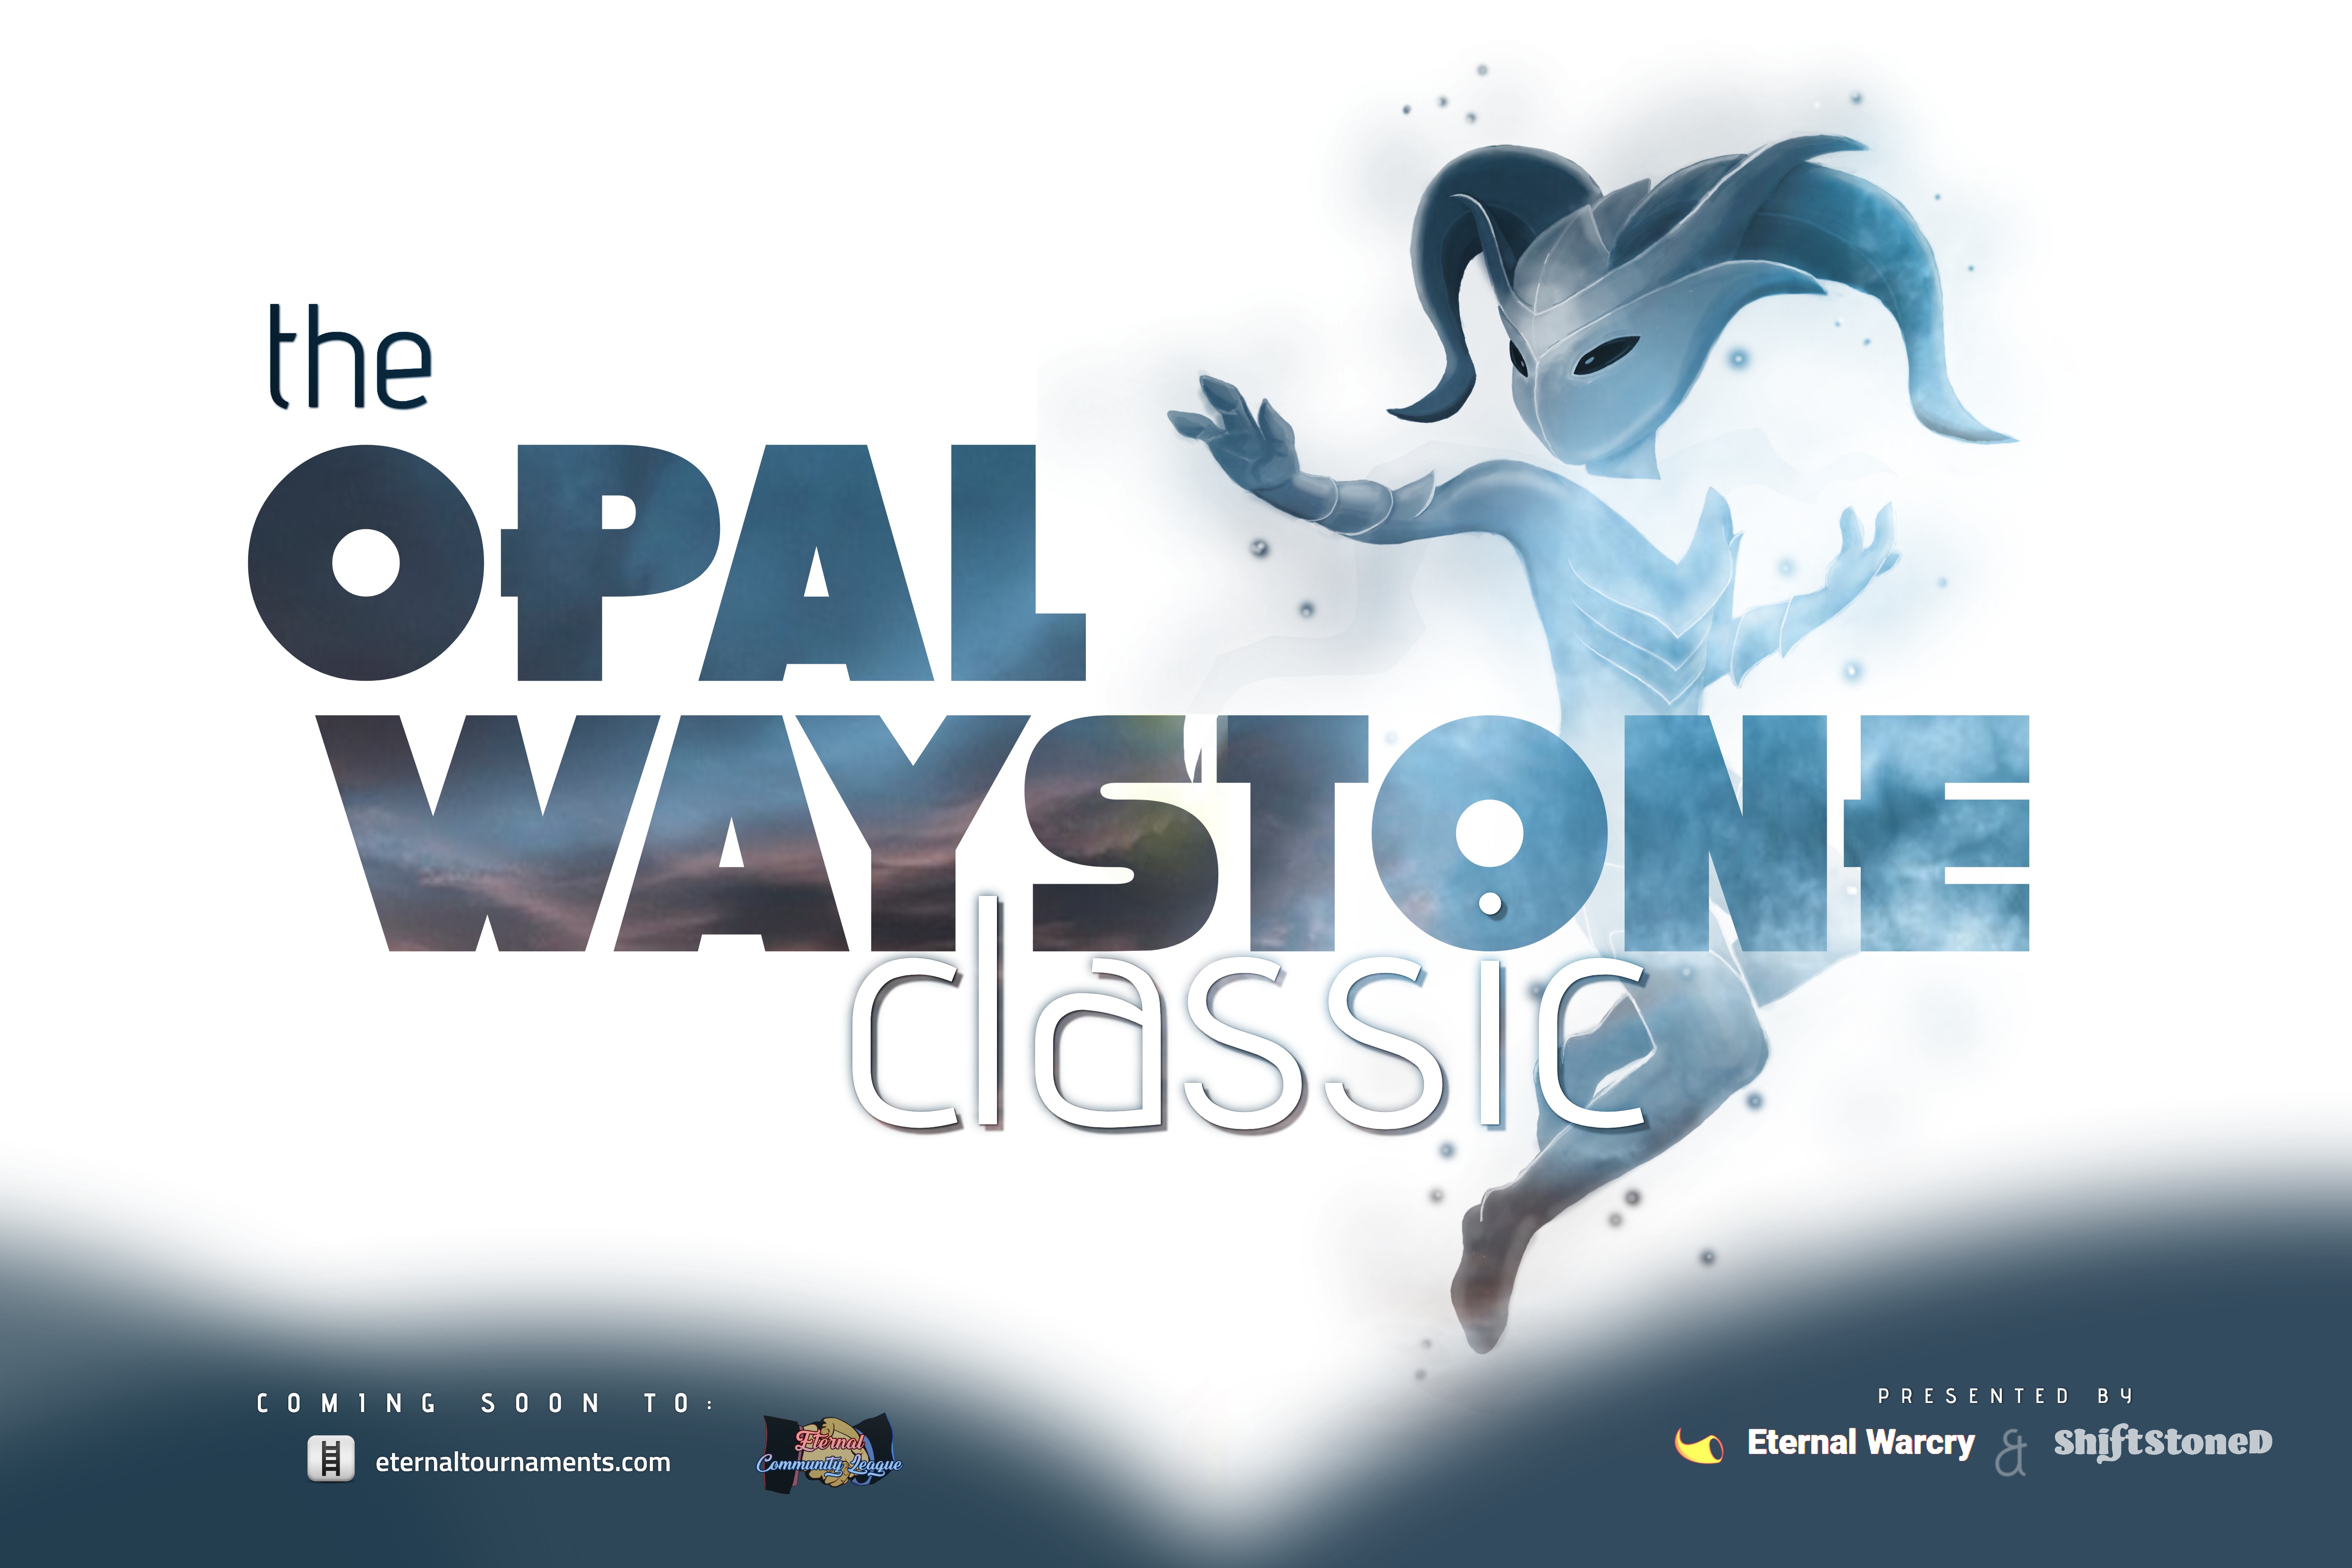 the
OPAL
WAYSTONE
classic
COMING SOON TO:
eternaltournaments.com
Eternal
Community League
PRESENTED BY
Eternal Warcry & ShiftStoneD